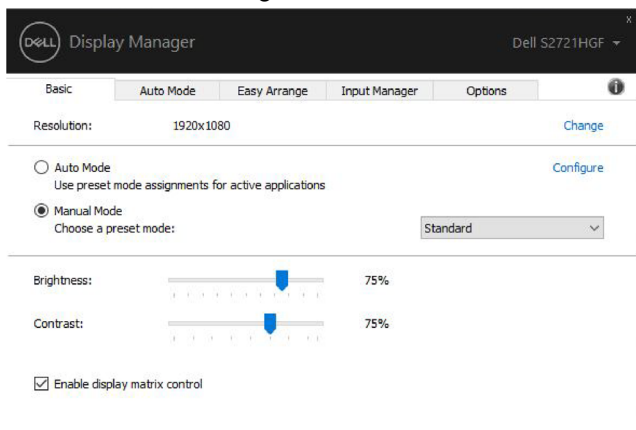 DELL Display Manager
Dell S2721HGF
x
Basic Auto Mode Easy Arrange Input Manager Options
Resolution: 1920x1080 Change
Auto Mode Configure
Use preset mode assignments for active applications
Manual Mode
Choose a preset mode: Standard
Brightness: 75%
Contrast: 75%
Enable display matrix control